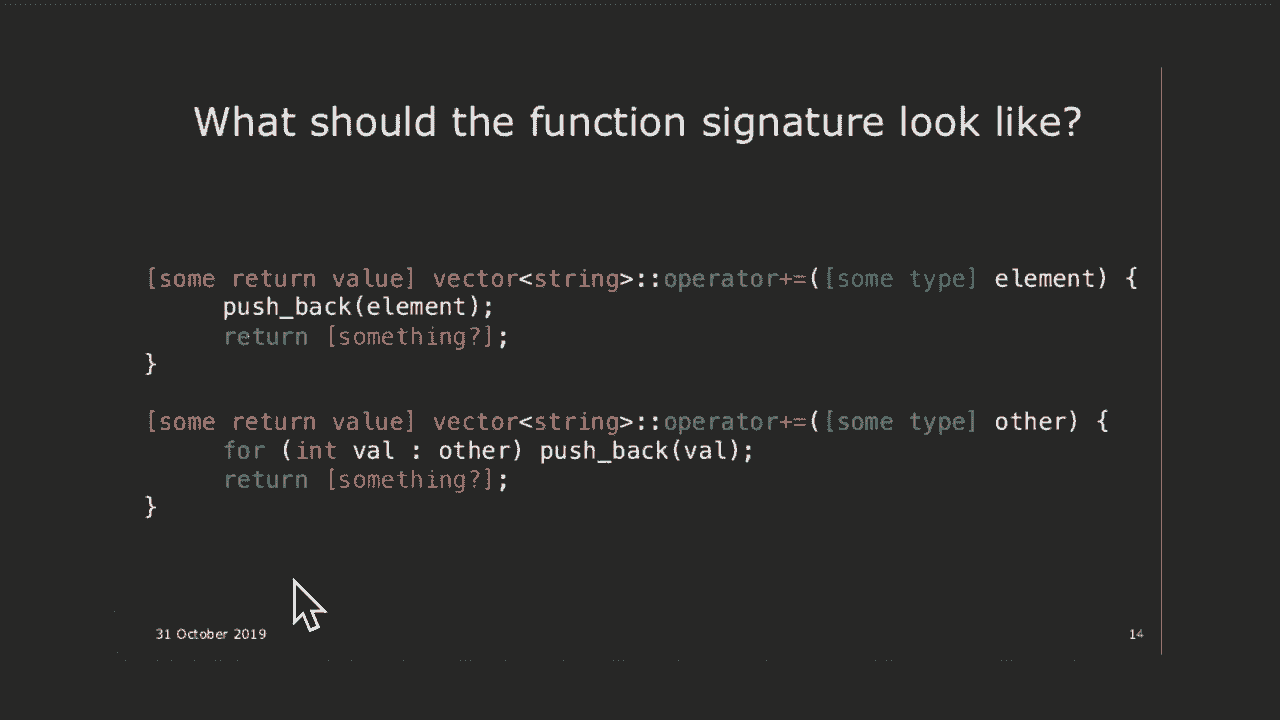 What should the function signature look like?
[some return value] vector<string>::operator+=([some type] element) {
push_back(element);
return [something?];
}
[some return value] vector<string>::operator+=([some type] other) {
for (int val : other) push_back(val);
return [something?];
}
31 October 2019
14